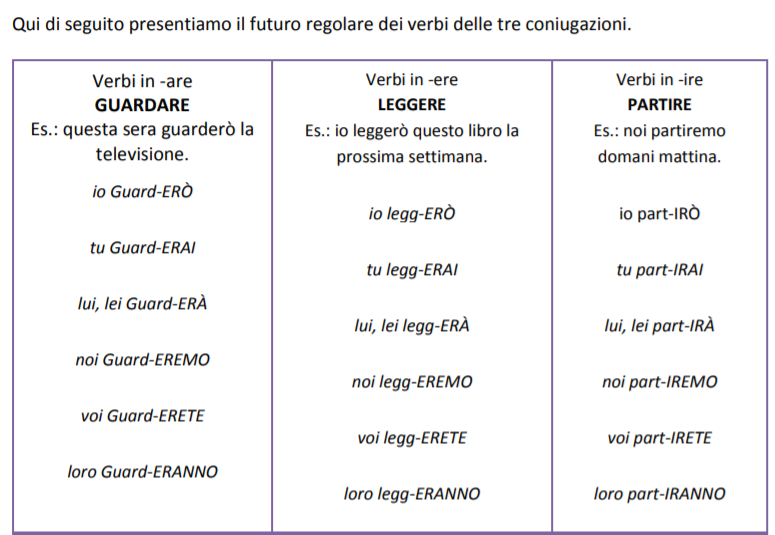 Qui di seguito presentiamo il futuro regolare dei verbi delle tre coniugazioni.
Verbi in -are
GUARDARE
Es.: questa sera guarderò la
televisione.
io Guard-ERÒ
tu Guard-ERAI
lui, lei Guard-ERÀ
noi Guard-EREMO
voi Guard-ERETE
loro Guard-ERANNO
Verbi in -ere
LEGGERE
Es.: io leggerò questo libro la
prossima settimana.
io legg-ERÒ
tu legg-ERAI
lui, lei legg-ERÀ
noi legg-EREMO
voi legg-ERETE
loro legg-ERANNO
Verbi in -ire
PARTIRE
Es.: noi partiremo
domani mattina.
io part-IRÒ
tu part-IRAI
lui, lei part-IRÀ
noi part-IREMO
voi part-IRETE
loro part-IRANNO